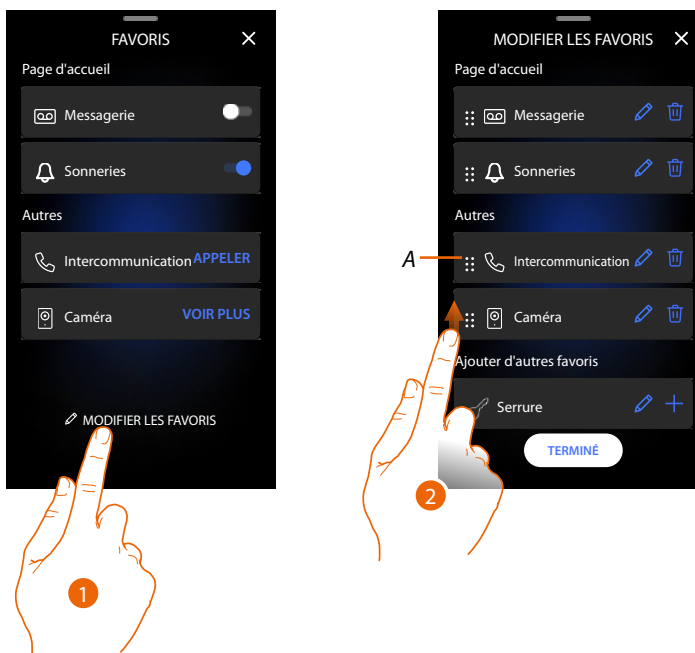 FAVORIS
Page d'accueil
Messagerie
Sonneries
Autres
Intercommunication APPELER
Caméra VOIR PLUS
MODIFIER LES FAVORIS
1
MODIFIER LES FAVORIS
Page d'accueil
Messagerie
Sonneries
Autres
A
Intercommunication
Caméra
Ajouter d'autres favoris
Serrure
TERMINÉ
2